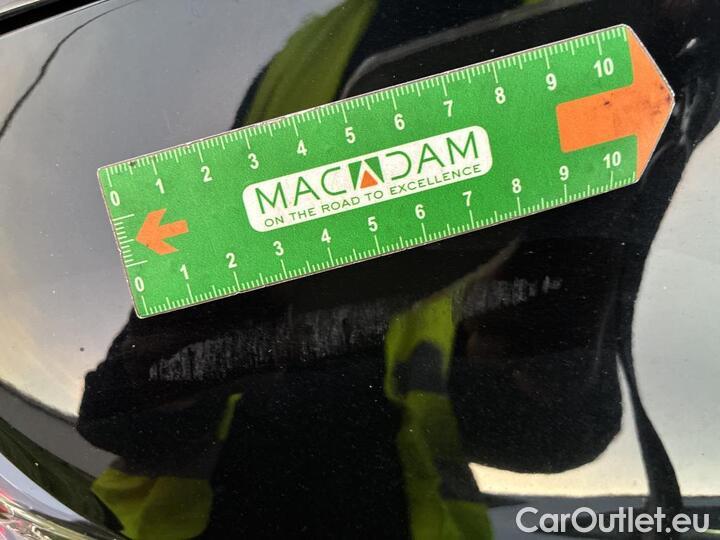 0 1 2 3 4 5 6 7 8 9 10
MACADAM
ON THE ROAD TO EXCELLENCE
0 1 2 3 4 5 6 7 8 9 10
CarOutlet.eu